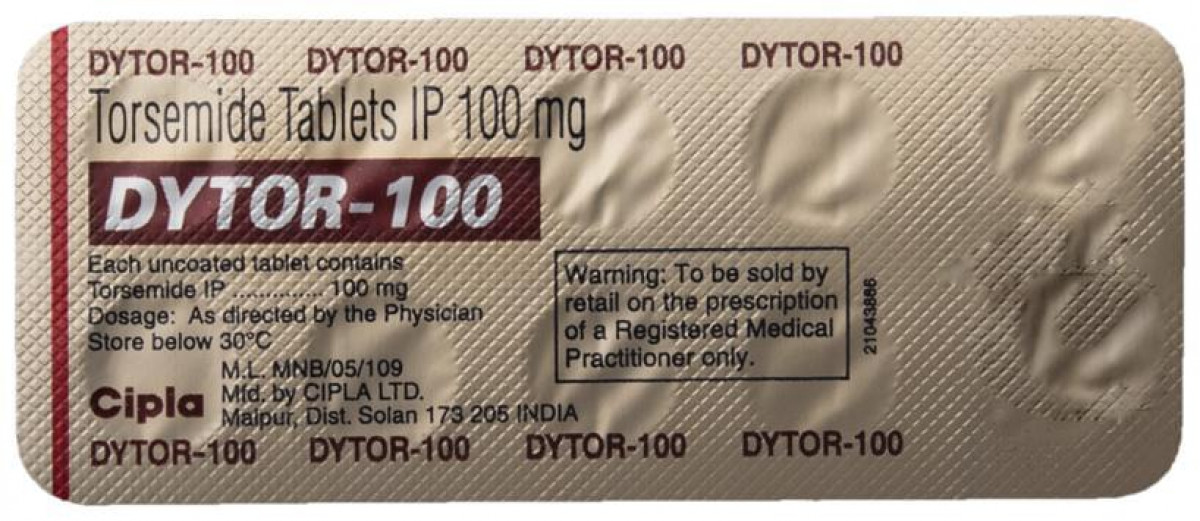 DYTOR-100 DYTOR-100 DYTOR-100 DYTOR-100
Torsemide Tablets IP 100 mg
DYTOR-100
Each uncoated tablet contains
Torsemide IP .............. 100 mg
Dosage: As directed by the Physician
Store below 30°C
M.L. MNB/05/109
Cipla
Mfd. by CIPLA LTD.
Malpur, Dist. Solan 173 205 INDIA
Warning: To be sold by
retail on the prescription
of a Registered Medical
Practitioner only.
21043886
DYTOR-100 DYTOR-100 DYTOR-100 DYTOR-100